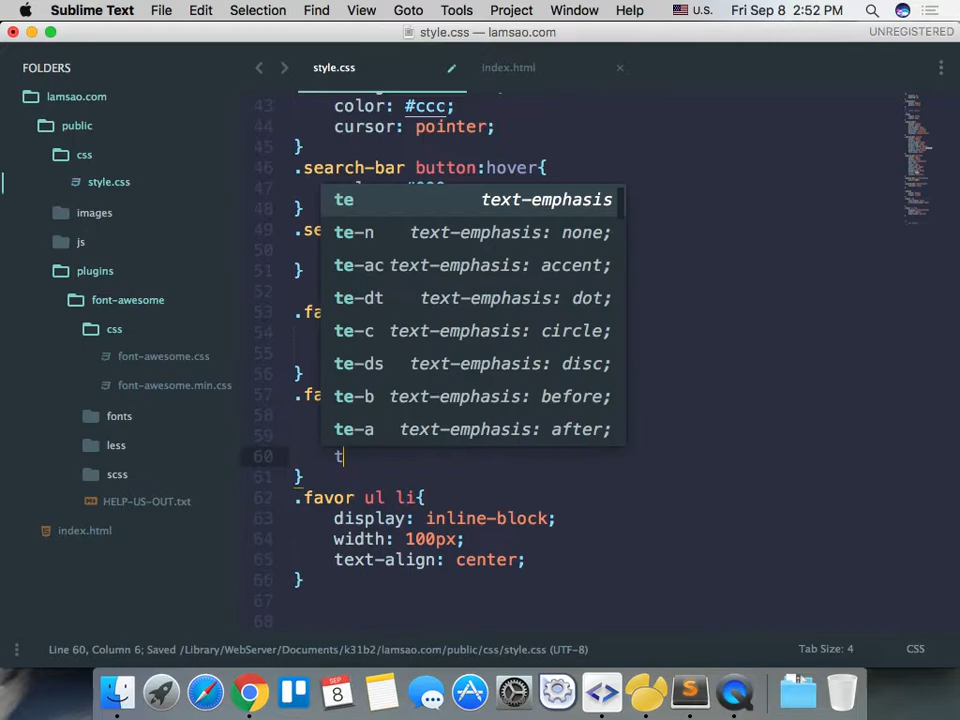 Sublime Text File Edit Selection Find View Goto Tools Project Window Help U.S. Fri Sep 8 2:52 PM
style.css — lamsao.com UNREGISTERED
FOLDERS
lamsao.com
public
css
style.css
images
js
plugins
font-awesome
css
font-awesome.css
font-awesome.min.css
fonts
less
scss
HELP-US-OUT.txt
index.html
style.css index.html
43 color: #ccc;
44 cursor: pointer;
45 }
46 .search-bar button:hover{
47
48 }
49 .se
50
51 }
52
53 .fa
54
55
56 }
57 .fa
58
59
60 t
61 }
62 .favor ul li{
63 display: inline-block;
64 width: 100px;
65 text-align: center;
66 }
67
68
te text-emphasis
te-n text-emphasis: none;
te-ac text-emphasis: accent;
te-dt text-emphasis: dot;
te-c text-emphasis: circle;
te-ds text-emphasis: disc;
te-b text-emphasis: before;
te-a text-emphasis: after;
Line 60, Column 6; Saved /Library/WebServer/Documents/k31b2/lamsao.com/public/css/style.css (UTF-8) Tab Size: 4 CSS
SEP
8